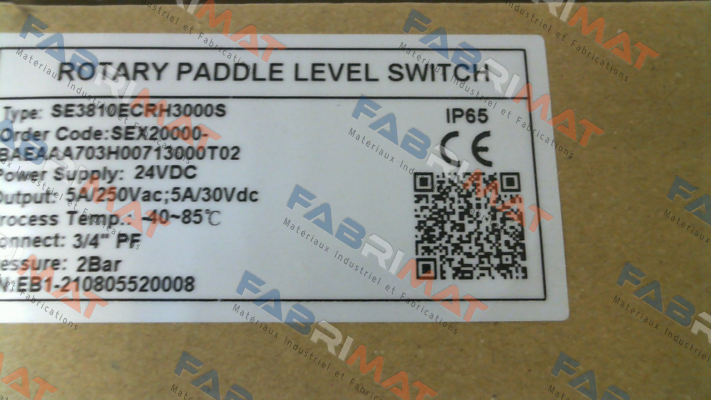 ROTARY PADDLE LEVEL SWITCH
Type: SE3810ECRH3000S
IP65
Order Code:SEX20000-
BAEAAA703H00713000T02
CE
Power Supply: 24VDC
Output: 5A/250Vac;5A/30Vdc
rocess Temp.: -40~85℃
onnect: 3/4" PF
essure: 2Bar
N:EB1-210805520008
FABRIMAT
Materiaux Industriel et Fabrications